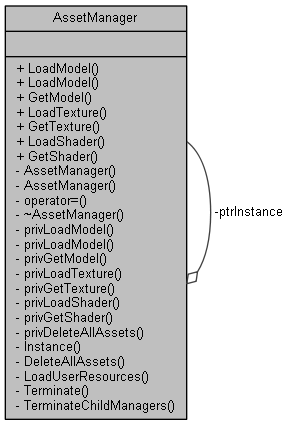 AssetManager
+ LoadModel()
+ LoadModel()
+ GetModel()
+ LoadTexture()
+ GetTexture()
+ LoadShader()
+ GetShader()
- AssetManager()
- AssetManager()
- operator=()
- ~AssetManager()
- privLoadModel()
- privLoadModel()
- privGetModel()
- privLoadTexture()
- privGetTexture()
- privLoadShader()
- privGetShader()
- privDeleteAllAssets()
- Instance()
- DeleteAllAssets()
- LoadUserResources()
- Terminate()
- TerminateChildManagers()
-ptrInstance